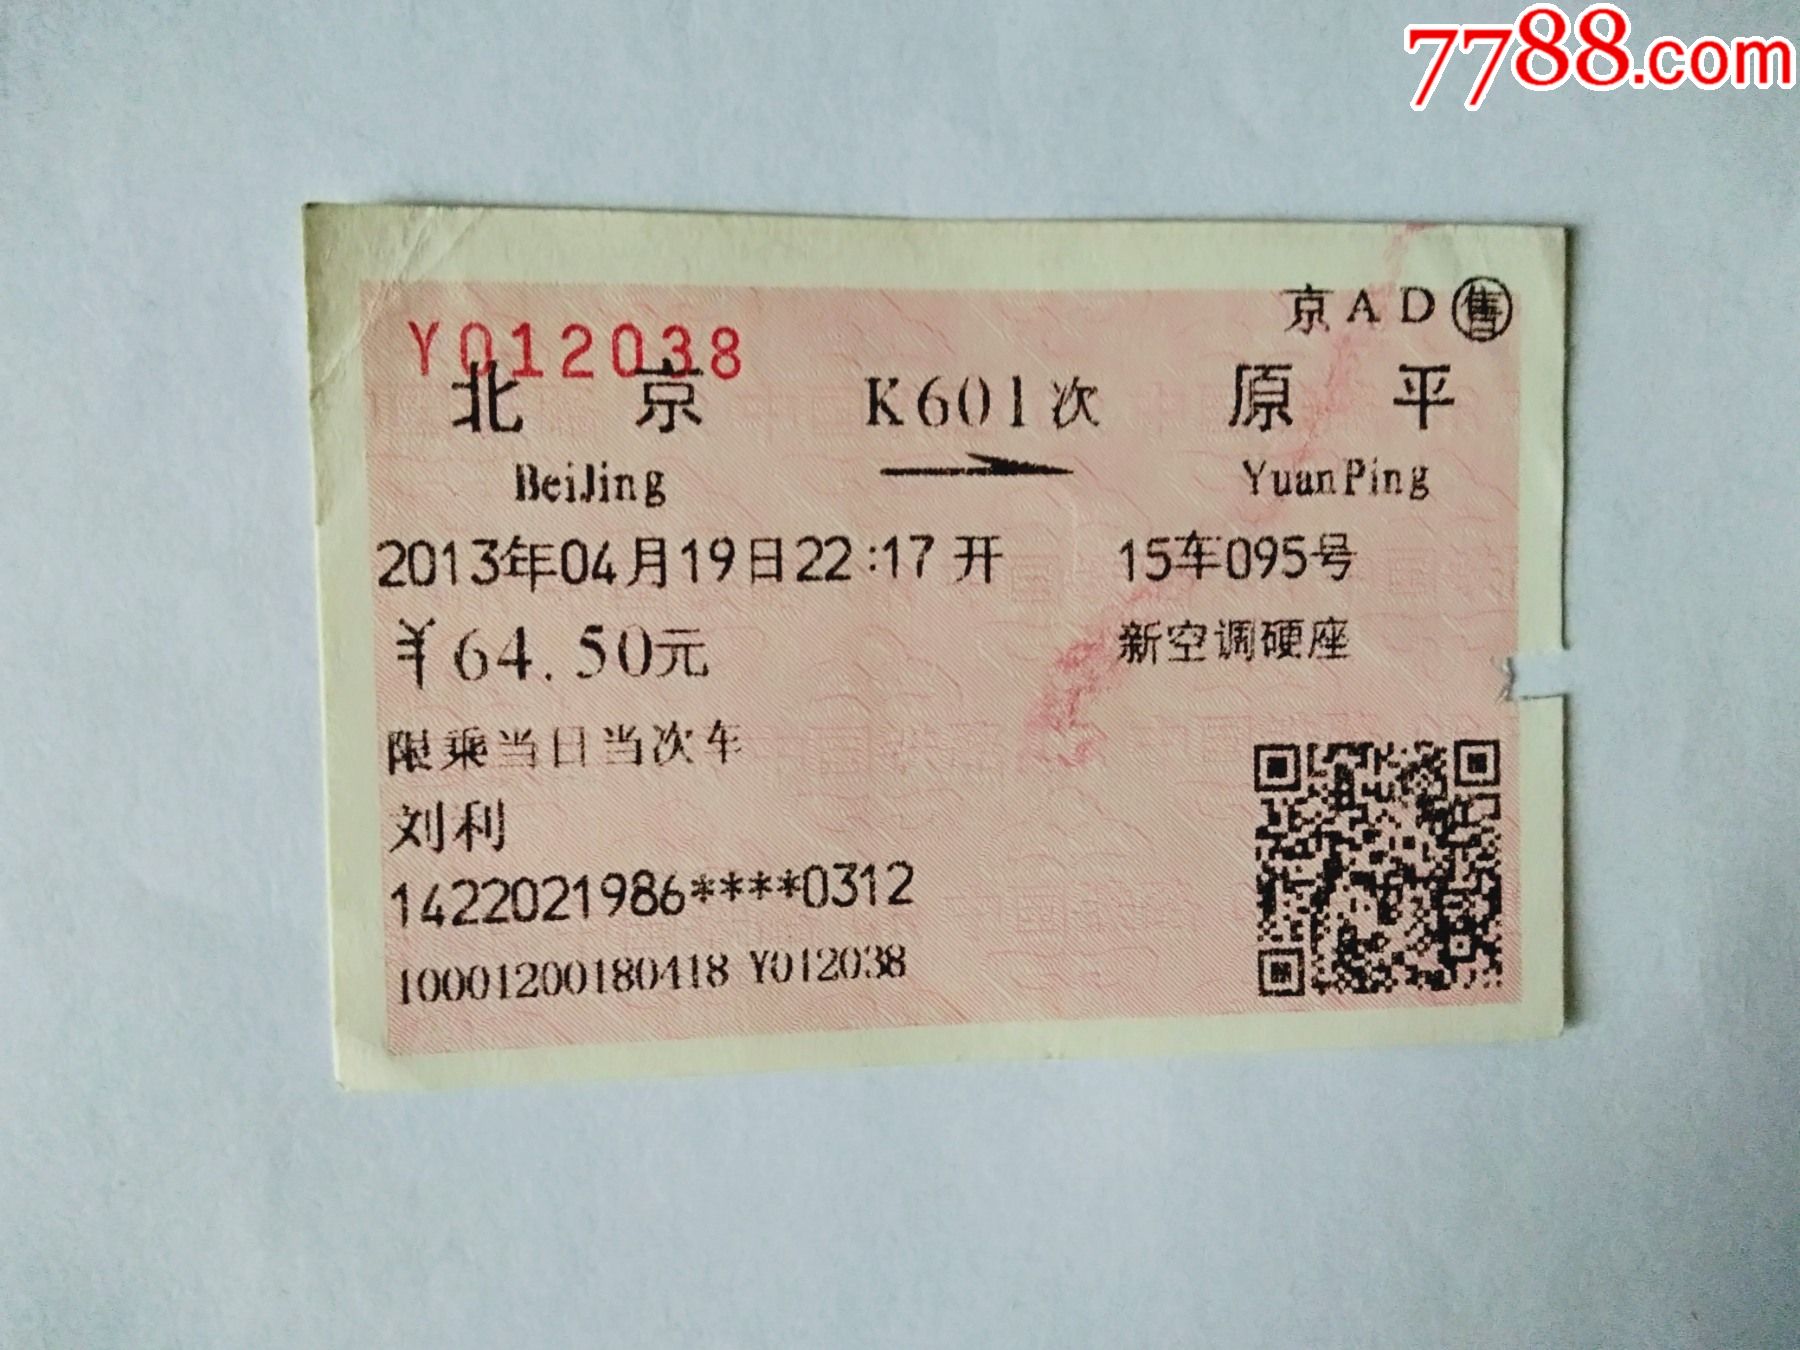 7788.com
京AD售
Y012038
北京 K601次 原平
BeiJing YuanPing
2013年04月19日22:17开 15车095号
¥64.50元 新空调硬座
限乘当日当次车
刘利
1422021986****0312
10001200180418 Y012038